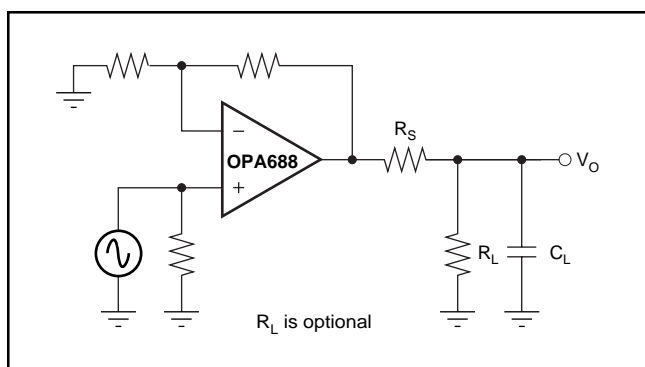 R_S
−
OPA688
+
V_O
R_L
C_L
R_L is optional